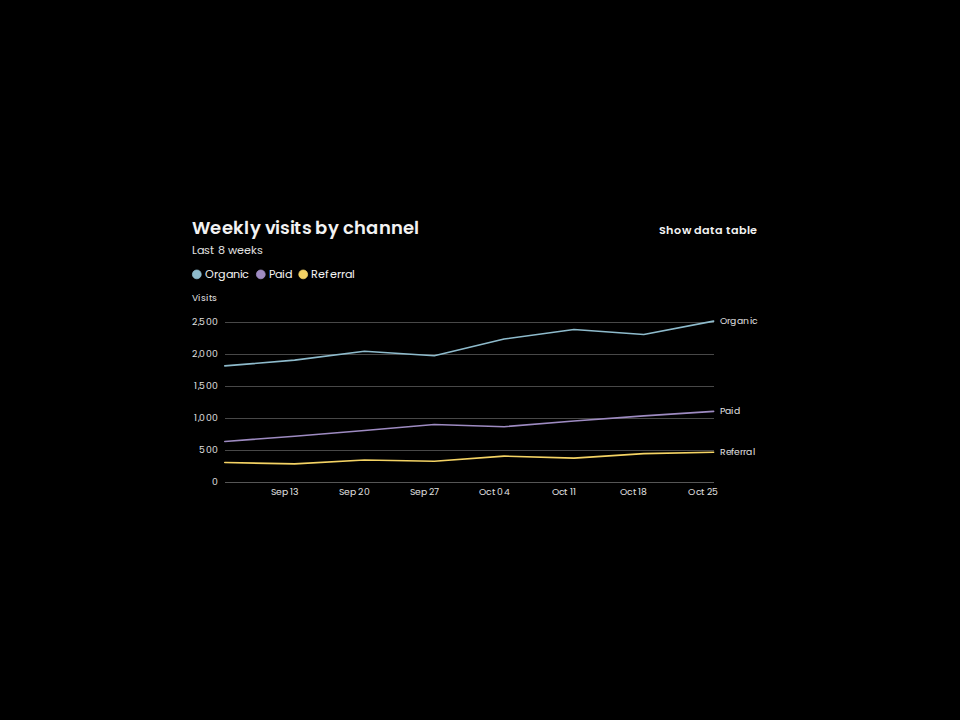 Weekly visits by channel
Show data table
Last 8 weeks
Organic Paid Referral
Visits
2,500
2,000
1,500
1,000
500
0
Organic
Paid
Referral
Sep 13 Sep 20 Sep 27 Oct 04 Oct 11 Oct 18 Oct 25